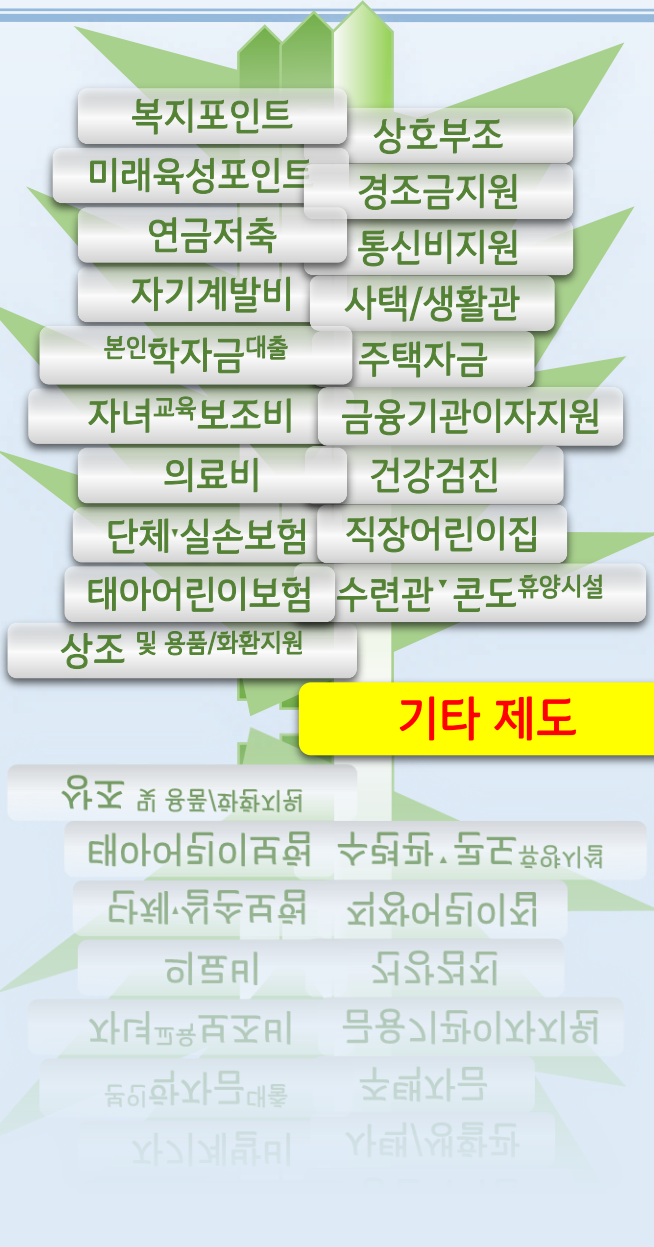 복지포인트
미래육성포인트
연금저축
자기계발비
본인학자금대출
자녀교육보조비
의료비
단체▾실손보험
태아어린이보험
상조 및 용품/화환지원
상호부조
경조금지원
통신비지원
사택/생활관
주택자금
금융기관이자지원
건강검진
직장어린이집
수련관▾콘도휴양시설
기타 제도